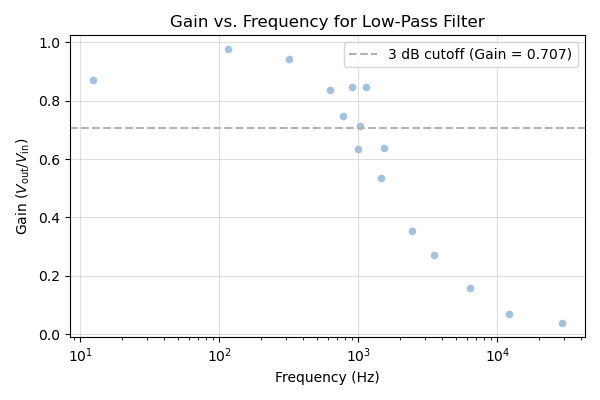 Gain vs. Frequency for Low-Pass Filter
3 dB cutoff (Gain = 0.707)
1.0
0.8
0.6
0.4
0.2
0.0
Gain (V_out/V_in)
10^1 10^2 10^3 10^4
Frequency (Hz)